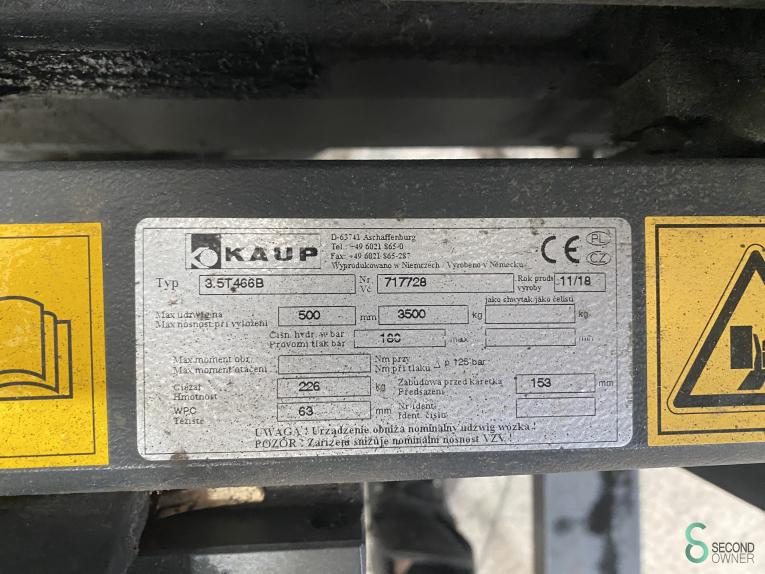 KAUP
D-63741 Aschaffenburg
Tel.: +49 6021 865-0
Fax: +49 6021 865-287
Wyprodukowano w Niemczech / Vyrobeno v Německu
CE PL CZ
Typ 3.5T466B Nr. Vč 717728 Rok prod. výroby 11/18
jako chwytak jáko čelisti
Max udźwig na 500 mm 3500 kg kg
Max nosnost při vyložení
Ciśn. hydr. w bar 180 max min
Provozní tlak bar
Max.moment obr. Nm przy
Max.moment otáčení Nm při tlaku Δ p 125 bar
Ciężar 226 kg Zabudowa przed karetką 153 mm
Hmotnost Předsazení
WPC 63 mm Nr ident.
Těžiště Ident. číslo
UWAGA ! Urządzenie obniża nominalny udźwig wózka !
POZOR ! Zařízení snižuje nominální nosnost VZV !
SECOND
OWNER